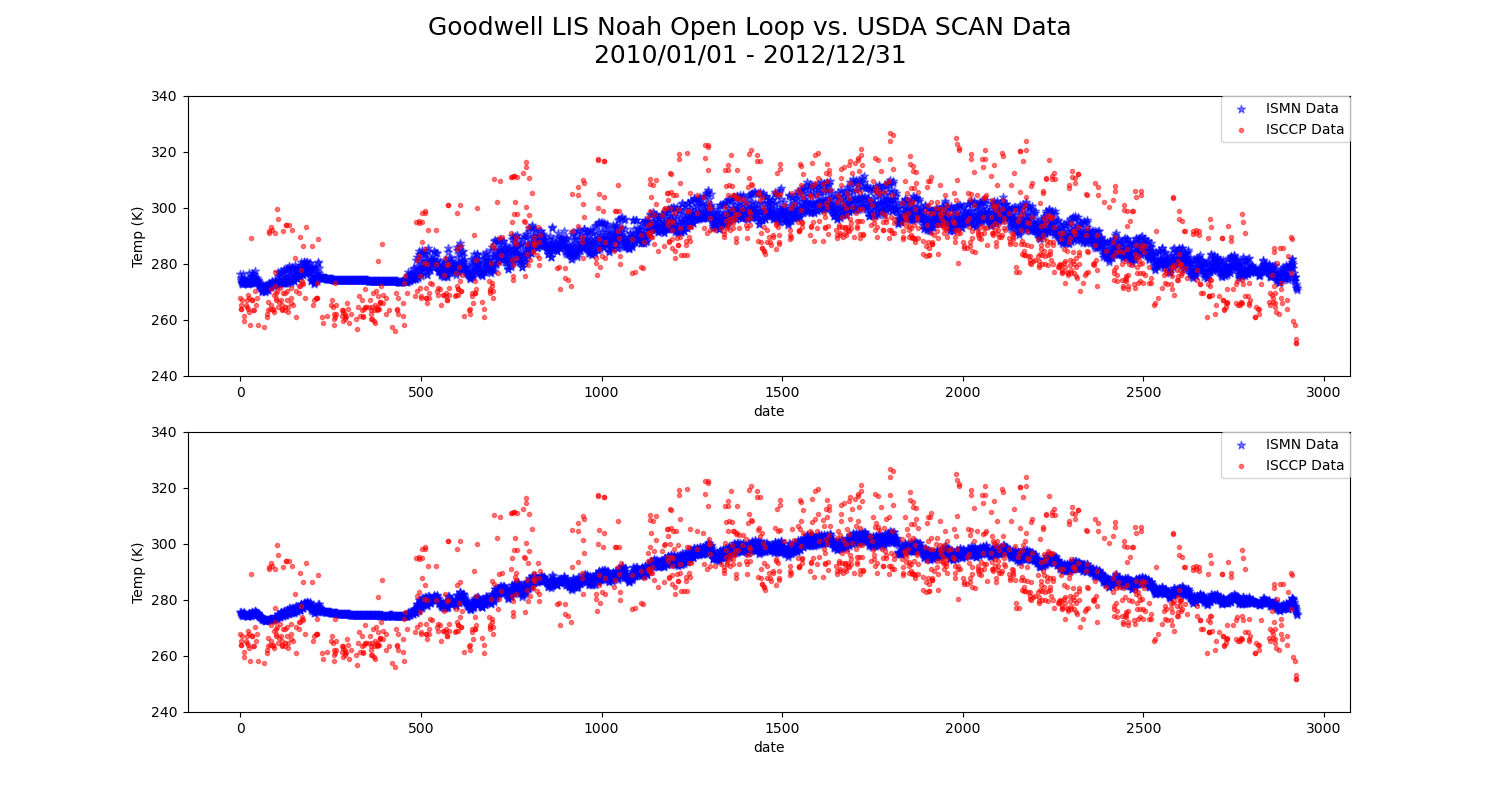 Goodwell LIS Noah Open Loop vs. USDA SCAN Data
2010/01/01 - 2012/12/31
340
320
300
280
260
240
Temp (K)
ISMN Data
ISCCP Data
0 500 1000 1500 2000 2500 3000
date
340
320
300
280
260
240
Temp (K)
ISMN Data
ISCCP Data
0 500 1000 1500 2000 2500 3000
date